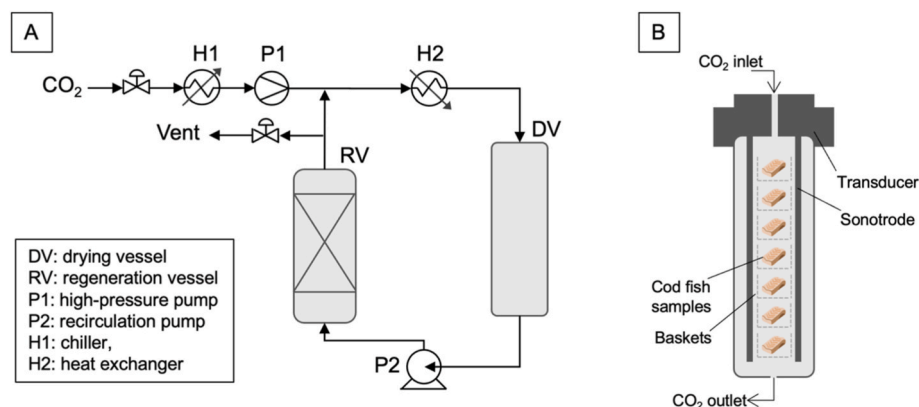 A
H1
P1
H2
CO2
Vent
RV
DV
DV: drying vessel
RV: regeneration vessel
P1: high-pressure pump
P2: recirculation pump
H1: chiller,
H2: heat exchanger
P2
B
CO2 inlet
Transducer
Sonotrode
Cod fish
samples
Baskets
CO2 outlet